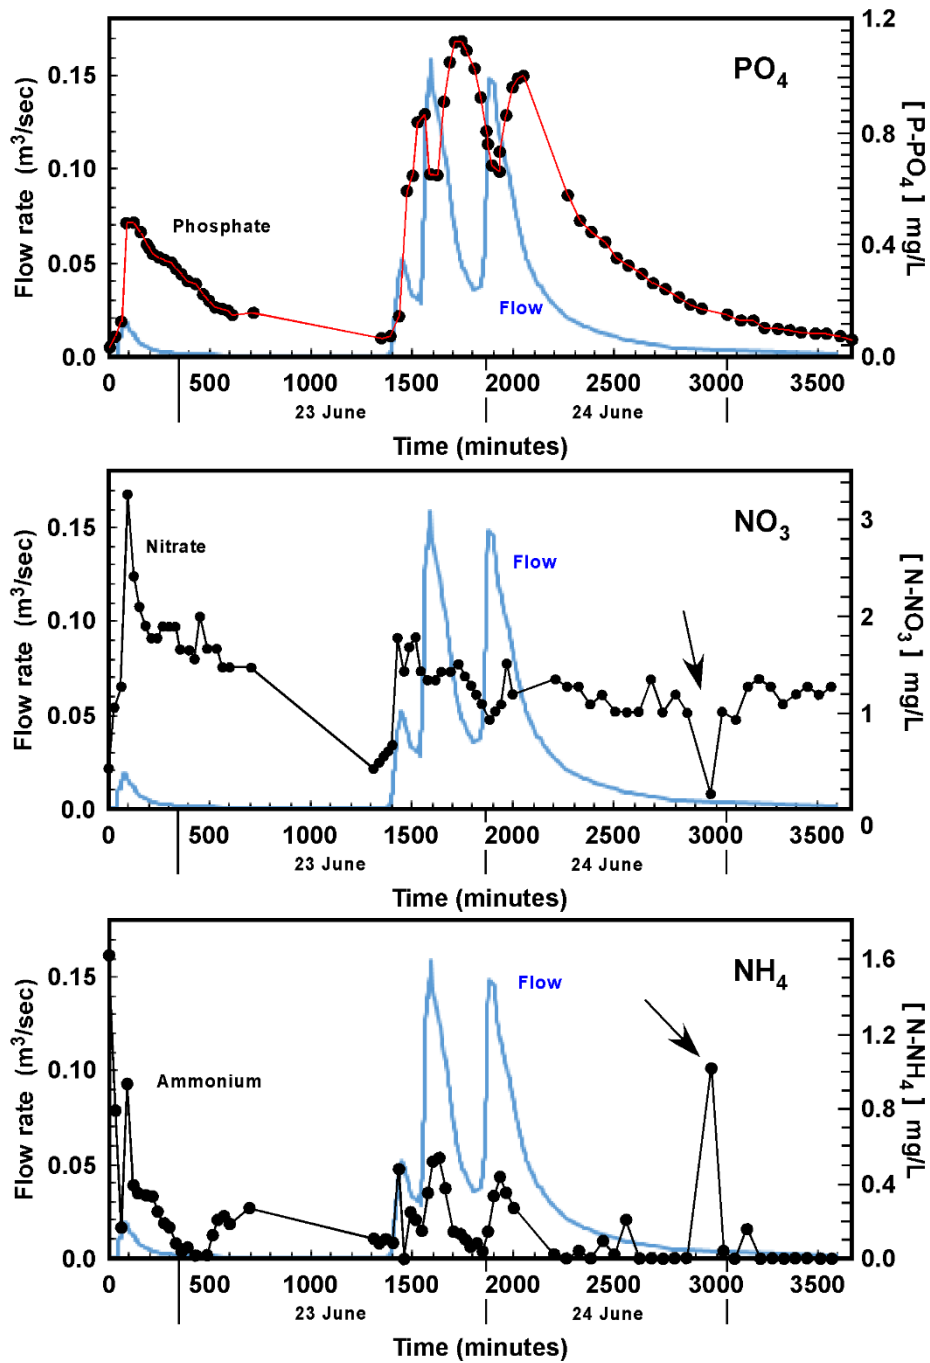 PO4
Flow rate (m³/sec)
[ P-PO4 ] mg/L
0.15
0.10
0.05
0.0
1.2
0.8
0.4
0.0
Phosphate
Flow
0 500 1000 1500 2000 2500 3000 3500
23 June 24 June
Time (minutes)
NO3
Flow rate (m³/sec)
[ N-NO3 ] mg/L
0.15
0.10
0.05
0.0
3
2
1
0
Nitrate
Flow
0 500 1000 1500 2000 2500 3000 3500
23 June 24 June
Time (minutes)
NH4
Flow rate (m³/sec)
[ N-NH4 ] mg/L
0.15
0.10
0.05
0.0
1.6
1.2
0.8
0.4
0.0
Flow
Ammonium
0 500 1000 1500 2000 2500 3000 3500
23 June 24 June
Time (minutes)